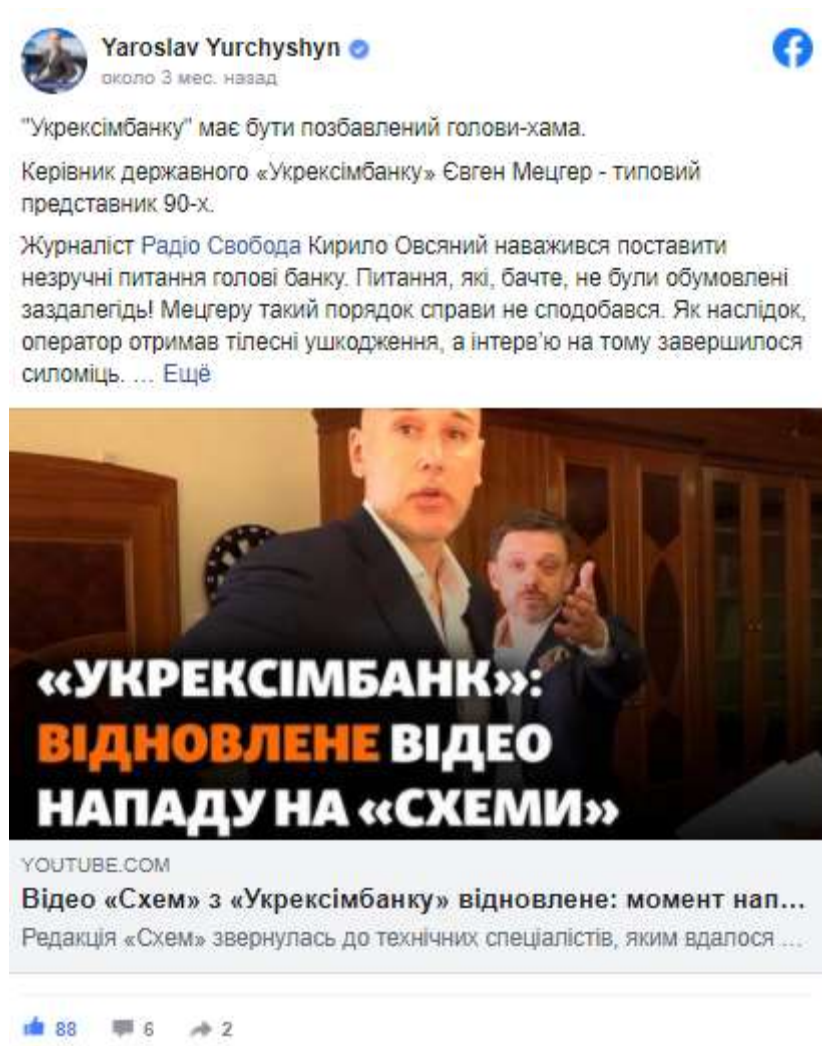 Yaroslav Yurchyshyn
около 3 мес. назад
"Укрексімбанку" має бути позбавлений голови-хама.
Керівник державного «Укрексімбанку» Євген Мецгер - типовий
представник 90-х.
Журналіст Радіо Свобода Кирило Овсяний наважився поставити
незручні питання голові банку. Питання, які, бачте, не були обумовлені
заздалегідь! Мецгеру такий порядок справи не сподобався. Як наслідок,
оператор отримав тілесні ушкодження, а інтерв'ю на тому завершилося
силоміць. ... Ещё
«УКРЕКСІМБАНК»:
ВІДНОВЛЕНЕ ВІДЕО
НАПАДУ НА «СХЕМИ»
YOUTUBE.COM
Відео «Схем» з «Укрексімбанку» відновлене: момент нап...
Редакція «Схем» звернулась до технічних спеціалістів, яким вдалося ...
88 6 2